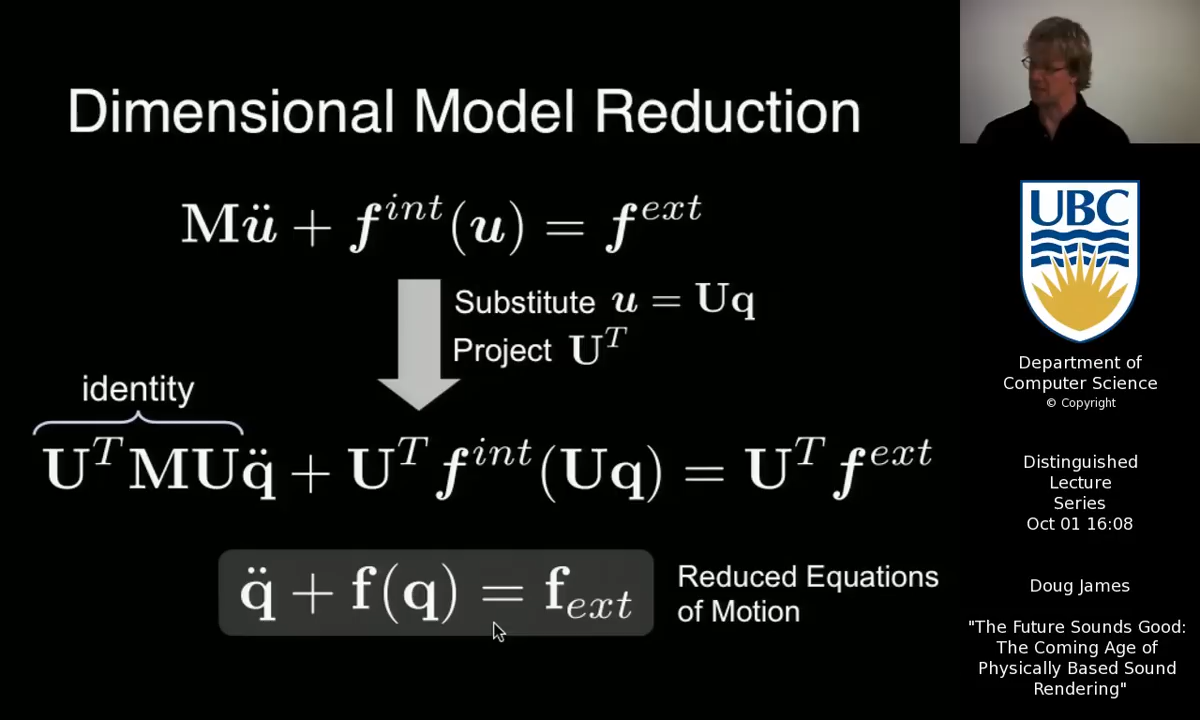 Dimensional Model Reduction
Mü + f^{int}(u) = f^{ext}
Substitute u = Uq
Project U^T
identity
U^T MUq̈ + U^T f^{int}(Uq) = U^T f^{ext}
q̈ + f(q) = f_{ext}
Reduced Equations
of Motion
UBC
Department of
Computer Science
© Copyright
Distinguished
Lecture
Series
Oct 01 16:08
Doug James
"The Future Sounds Good:
The Coming Age of
Physically Based Sound
Rendering"